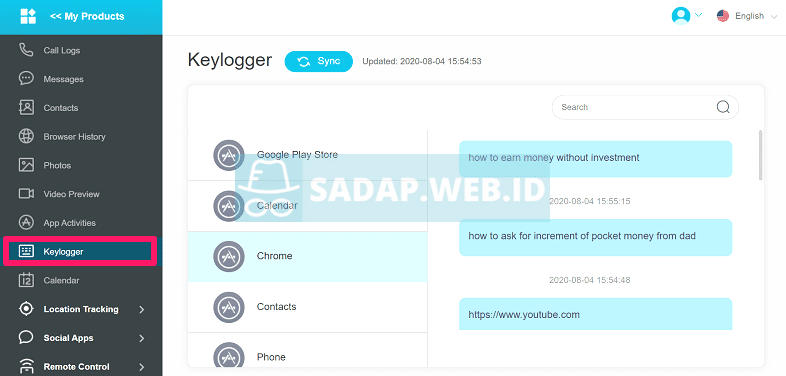 << My Products
English
Call Logs
Messages
Contacts
Browser History
Photos
Video Preview
App Activities
Keylogger
12
Calendar
Location Tracking
Social Apps
Remote Control
Keylogger
Sync
Updated: 2020-08-04 15:54:53
Search
Google Play Store
Calendar
Chrome
Contacts
Phone
how to earn money without investment
2020-08-04 15:55:15
how to ask for increment of pocket money from dad
2020-08-04 15:54:48
https://www.youtube.com
SADAP.WEB.ID